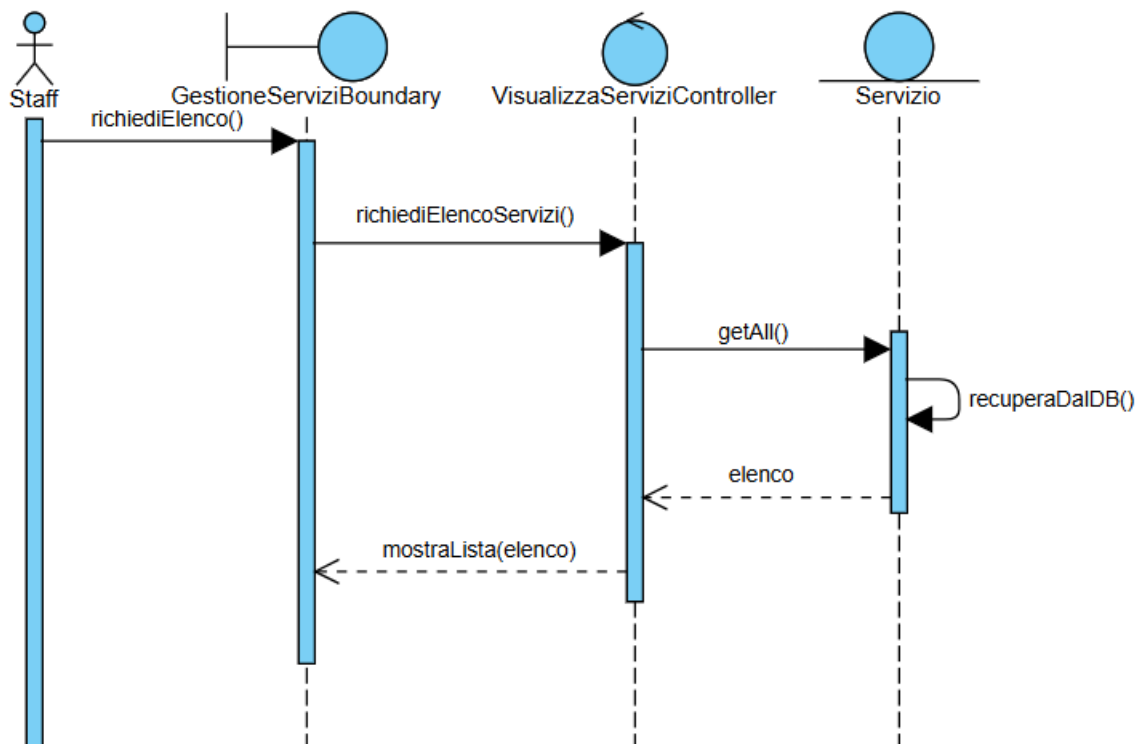 Staff
GestioneServiziBoundary
VisualizzaServiziController
Servizio
richiediElenco()
richiediElencoServizi()
getAll()
recuperaDalDB()
elenco
mostraLista(elenco)